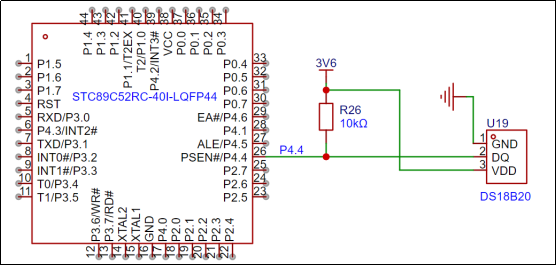 44 43 42 41 40 39 38 37 36 35 34
P1.4 P1.3 P1.2 P1.1/T2EX T2/P1.0 P4.2/INT3# VCC P0.0 P0.1 P0.2 P0.3
STC89C52RC-40I-LQFP44
1 P1.5 P0.4 33
2 P1.6 P0.5 32
3 P1.7 P0.6 31
4 RST P0.7 30
5 RXD/P3.0 EA# 29
6 P4.3/INT2# P4.1 28
7 TXD/P3.1 ALE/P4.5 27
8 INT0#/P3.2 PSEN#/P4.4 26
9 INT1#/P3.3 P2.7 25
10 T0/P3.4 P2.6 24
11 T1/P3.5 P2.5 23
P3.6/WR# P3.7/RD# XTAL2 XTAL1 GND P4.0 P2.0 P2.1 P2.2 P2.3 P2.4
12 13 14 15 16 17 18 19 20 21 22
P4.4
3V6
R26
10kΩ
U19
1 GND
2 DQ
3 VDD
DS18B20